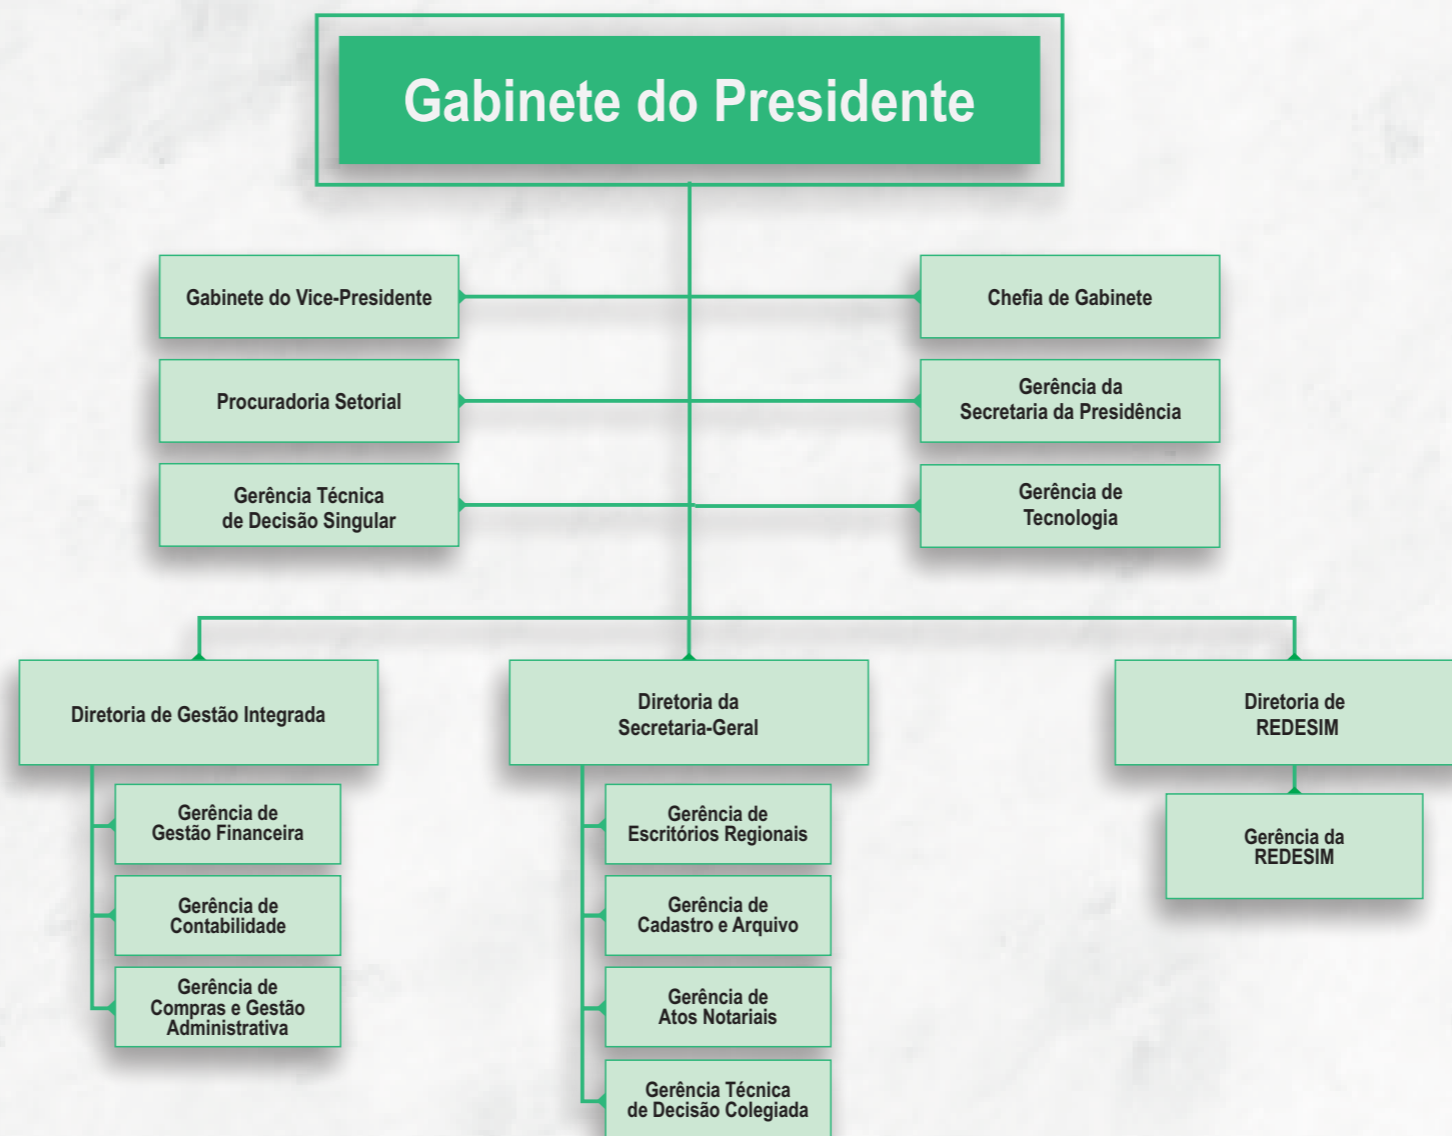 Gabinete do Presidente
Gabinete do Vice-Presidente
Chefia de Gabinete
Procuradoria Setorial
Gerência da
Secretaria da Presidência
Gerência Técnica
de Decisão Singular
Gerência de
Tecnologia
Diretoria de Gestão Integrada
Gerência de
Gestão Financeira
Gerência de
Contabilidade
Gerência de
Compras e Gestão
Administrativa
Diretoria da
Secretaria-Geral
Gerência de
Escritórios Regionais
Gerência de
Cadastro e Arquivo
Gerência de
Atos Notariais
Gerência Técnica
de Decisão Colegiada
Diretoria de
REDESIM
Gerência da
REDESIM